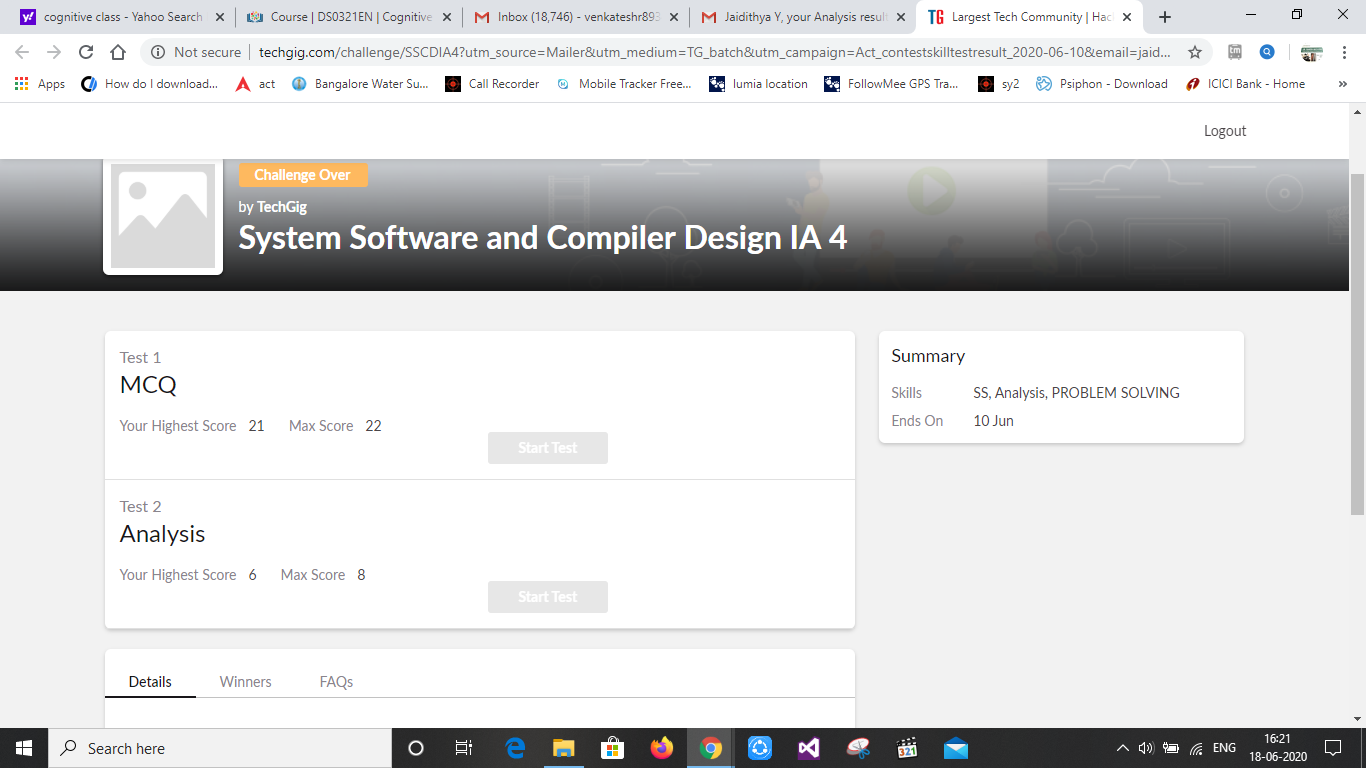 cognitive class - Yahoo Search
Course | DS0321EN | Cognitive
Inbox (18,746) - venkateshr893
Jaidithya Y, your Analysis result
TG Largest Tech Community | Hac
Not secure | techgig.com/challenge/SSCDIA4?utm_source=Mailer&utm_medium=TG_batch&utm_campaign=Act_contestskilltestresult_2020-06-10&email=jaid...
Apps
How do I download...
act
Bangalore Water Su...
Call Recorder
Mobile Tracker Free...
lumia location
FollowMee GPS Tra...
sy2
Psiphon - Download
ICICI Bank - Home
»
Logout
Challenge Over
by TechGig
System Software and Compiler Design IA 4
Test 1
MCQ
Your Highest Score 21 Max Score 22
Start Test
Test 2
Analysis
Your Highest Score 6 Max Score 8
Start Test
Summary
Skills SS, Analysis, PROBLEM SOLVING
Ends On 10 Jun
Details Winners FAQs
Search here
ENG
16:21
18-06-2020